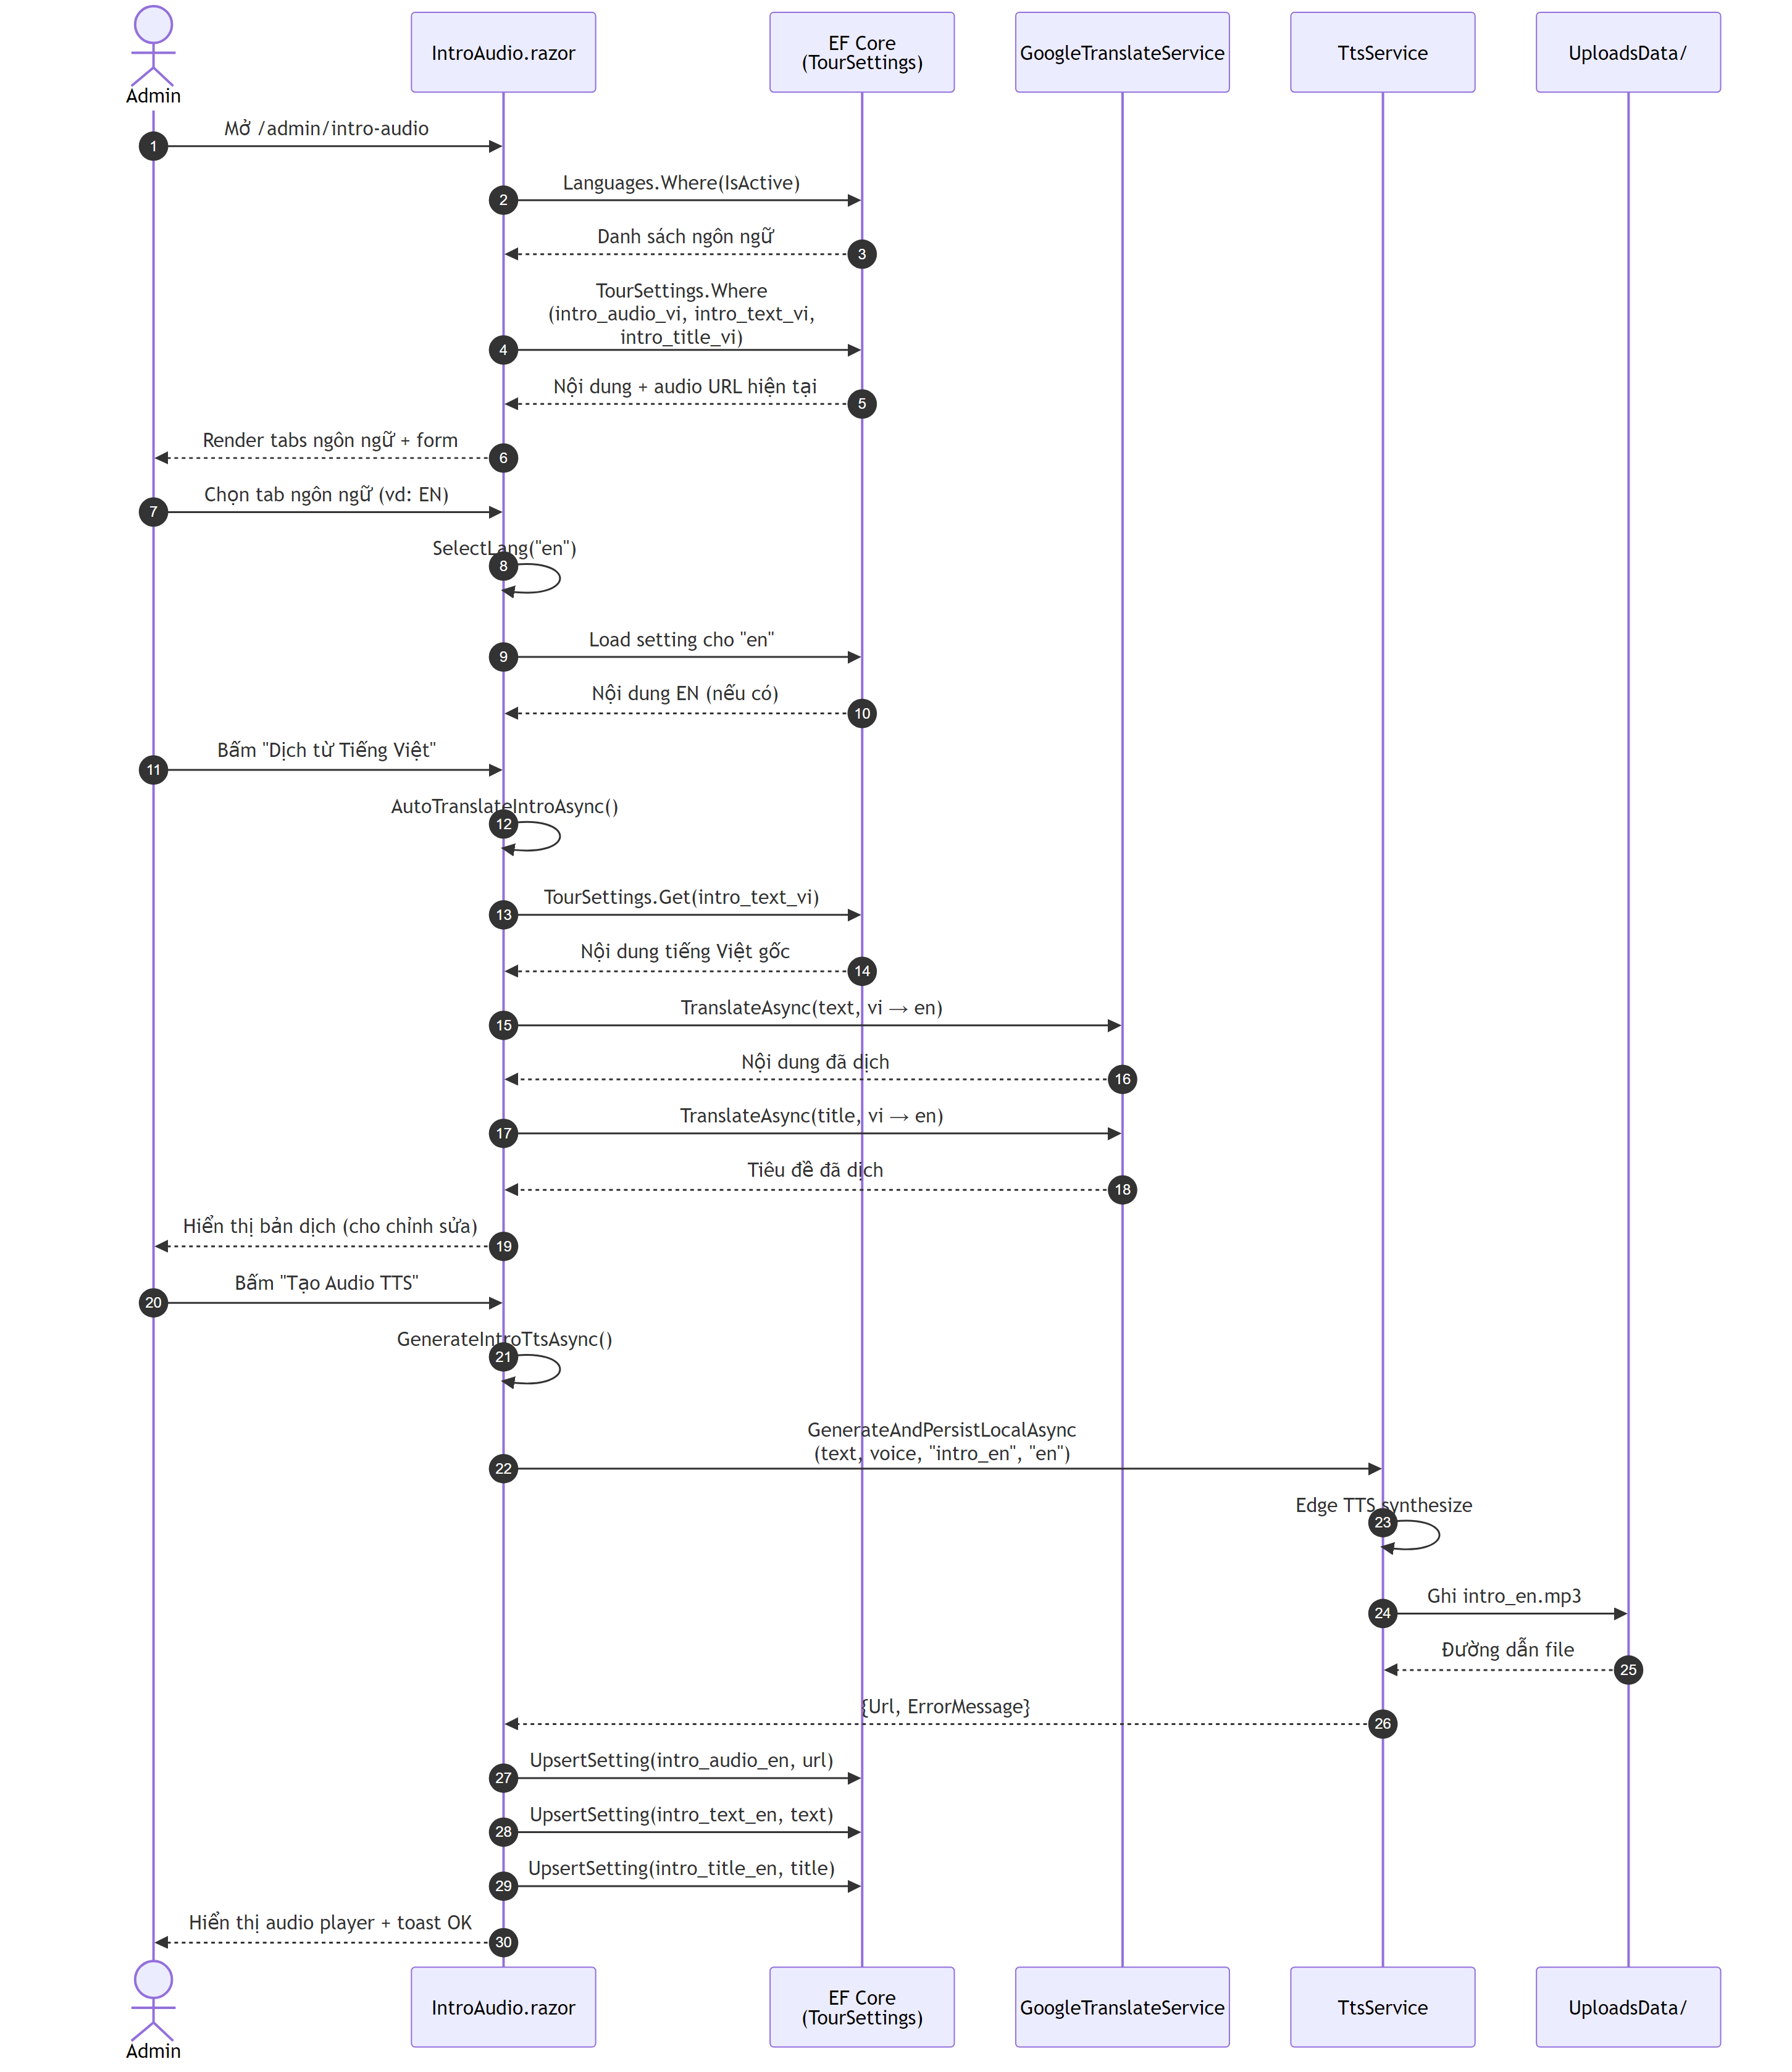 Admin
IntroAudio.razor
EF Core
(TourSettings)
GoogleTranslateService
TtsService
UploadsData/
Mở /admin/intro-audio
1
Languages.Where(IsActive)
2
Danh sách ngôn ngữ
3
TourSettings.Where
(intro_audio_vi, intro_text_vi,
intro_title_vi)
4
Nội dung + audio URL hiện tại
5
Render tabs ngôn ngữ + form
6
Chọn tab ngôn ngữ (vd: EN)
7
SelectLang("en")
8
Load setting cho "en"
9
Nội dung EN (nếu có)
10
Bấm "Dịch từ Tiếng Việt"
11
AutoTranslateIntroAsync()
12
TourSettings.Get(intro_text_vi)
13
Nội dung tiếng Việt gốc
14
TranslateAsync(text, vi → en)
15
Nội dung đã dịch
16
TranslateAsync(title, vi → en)
17
Tiêu đề đã dịch
18
Hiển thị bản dịch (cho chỉnh sửa)
19
Bấm "Tạo Audio TTS"
20
GenerateIntroTtsAsync()
21
GenerateAndPersistLocalAsync
(text, voice, "intro_en", "en")
22
Edge TTS synthesize
23
Ghi intro_en.mp3
24
Đường dẫn file
25
{Url, ErrorMessage}
26
UpsertSetting(intro_audio_en, url)
27
UpsertSetting(intro_text_en, text)
28
UpsertSetting(intro_title_en, title)
29
Hiển thị audio player + toast OK
30
Admin
IntroAudio.razor
EF Core
(TourSettings)
GoogleTranslateService
TtsService
UploadsData/